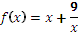 f(x) = x + 9/x